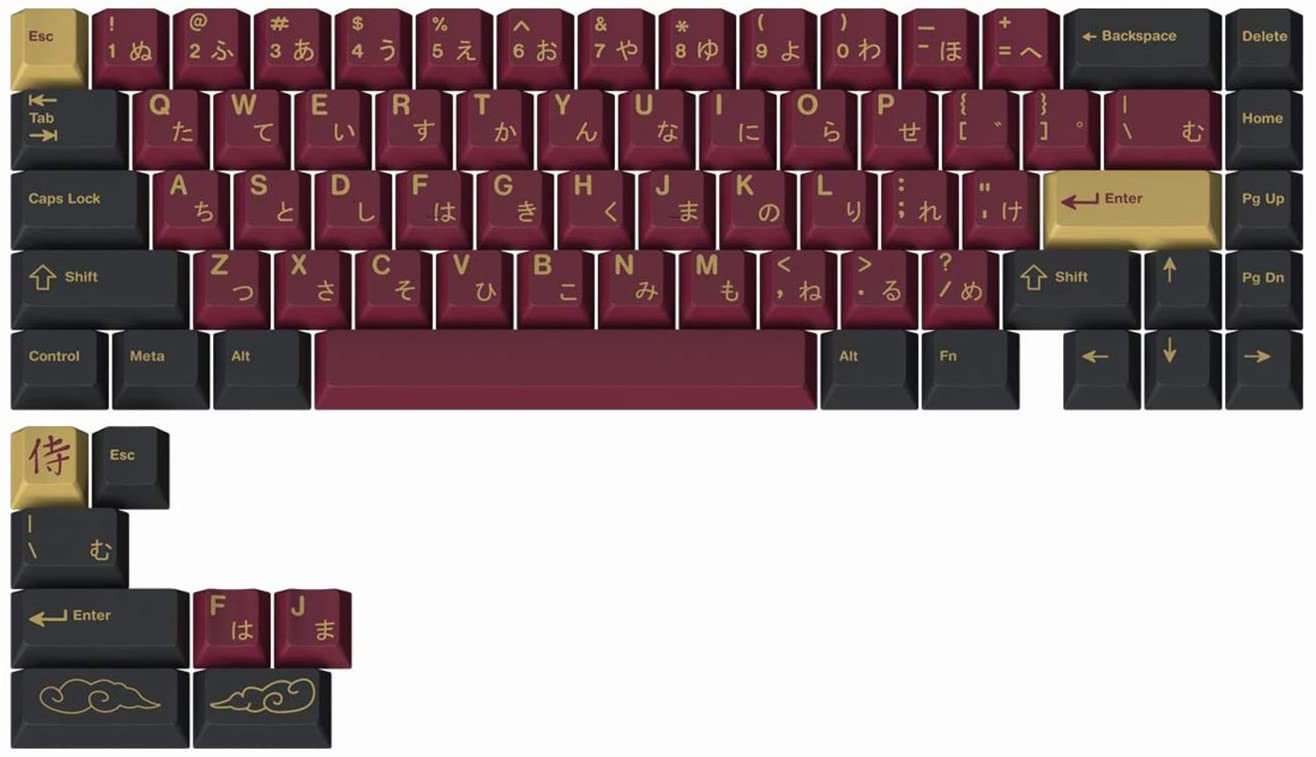 Esc ! 1 ぬ @ 2 ふ # 3 あ $ 4 う % 5 え ^ 6 お & 7 や * 8 ゆ ( 9 よ ) 0 わ _ - ほ + = へ ← Backspace Delete
Tab Q た W て E い R す T か Y ん U な I に O ら P せ { [ ゛ } ] ゜ | \ む Home
Caps Lock A ち S と D し F は G き H く J ま K の L り : ; れ " ' け Enter Pg Up
Shift Z つ X さ C そ V ひ B こ N み M も < , ね > . る ? / め Shift ↑ Pg Dn
Control Meta Alt Alt Fn ← ↓ →
侍 Esc
| \ む
Enter F は J ま